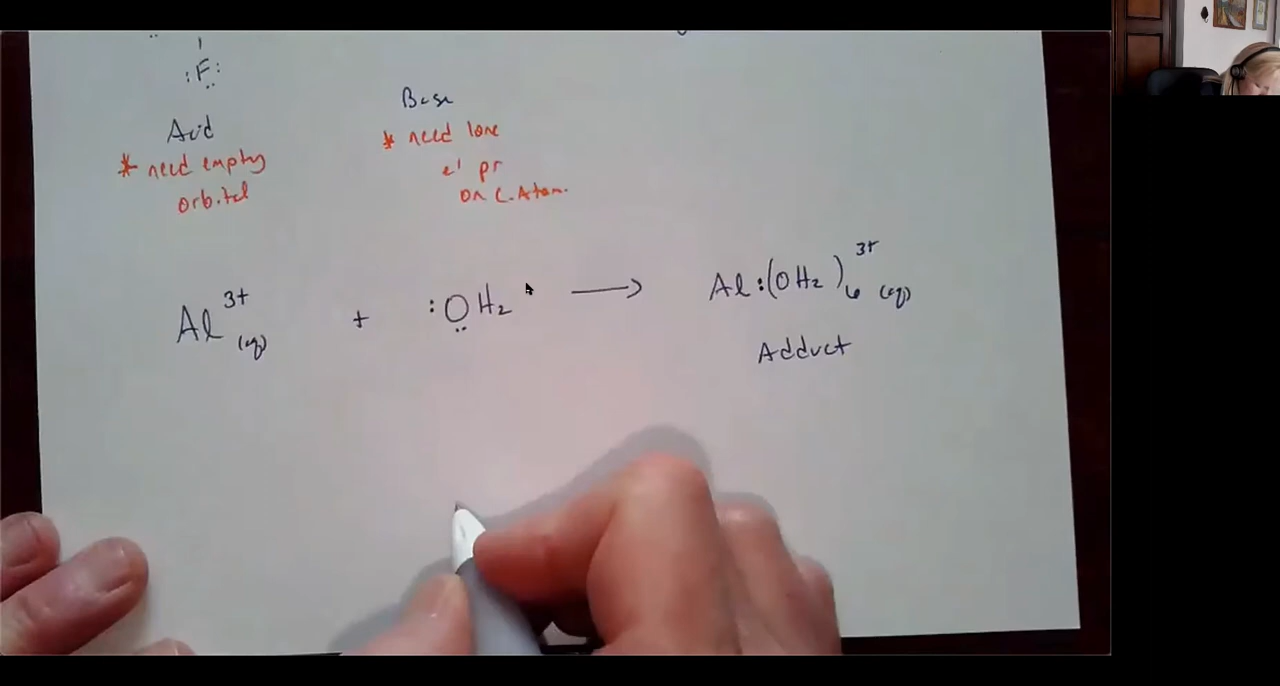 :F:
Acid
* need empty
orbital
Base
* need lone
e⁻ pr
on C. Atom.
Al³⁺ (aq) + :OH₂ ⟶ Al:(OH₂)₆³⁺ (aq)
Adduct